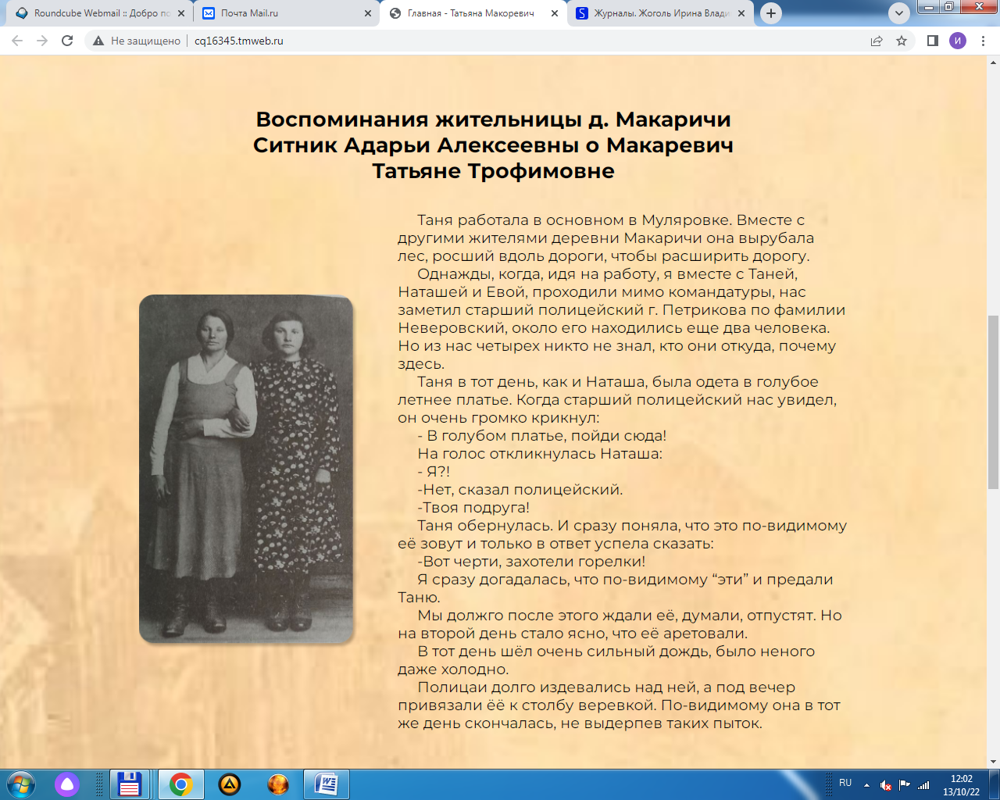 Roundcube Webmail :: Добро по
Почта Mail.ru
Главная - Татьяна Макоревич
Журналы. Жоголь Ирина Влади
Не защищено
cq16345.tmweb.ru
И
Воспоминания жительницы д. Макаричи
Ситник Адарьи Алексеевны о Макаревич
Татьяне Трофимовне
Таня работала в основном в Муляровке. Вместе с
другими жителями деревни Макаричи она вырубала
лес, росший вдоль дороги, чтобы расширить дорогу.
Однажды, когда, идя на работу, я вместе с Таней,
Наташей и Евой, проходили мимо командатуры, нас
заметил старший полицейский г. Петрикова по фамилии
Неверовский, около его находились еще два человека.
Но из нас четырех никто не знал, кто они откуда, почему
здесь.
Таня в тот день, как и Наташа, была одета в голубое
летнее платье. Когда старший полицейский нас увидел,
он очень громко крикнул:
- В голубом платье, пойди сюда!
На голос откликнулась Наташа:
- Я?!
-Нет, сказал полицейский.
-Твоя подруга!
Таня обернулась. И сразу поняла, что это по-видимому
её зовут и только в ответ успела сказать:
-Вот черти, захотели горелки!
Я сразу догадалась, что по-видимому “эти” и предали
Таню.
Мы должго после этого ждали её, думали, отпустят. Но
на второй день стало ясно, что её аретовали.
В тот день шёл очень сильный дождь, было неного
даже холодно.
Полицаи долго издевались над ней, а под вечер
привязали ёё к столбу веревкой. По-видимому она в тот
же день скончалась, не выдерпев таких пыток.
RU
12:02
13/10/22